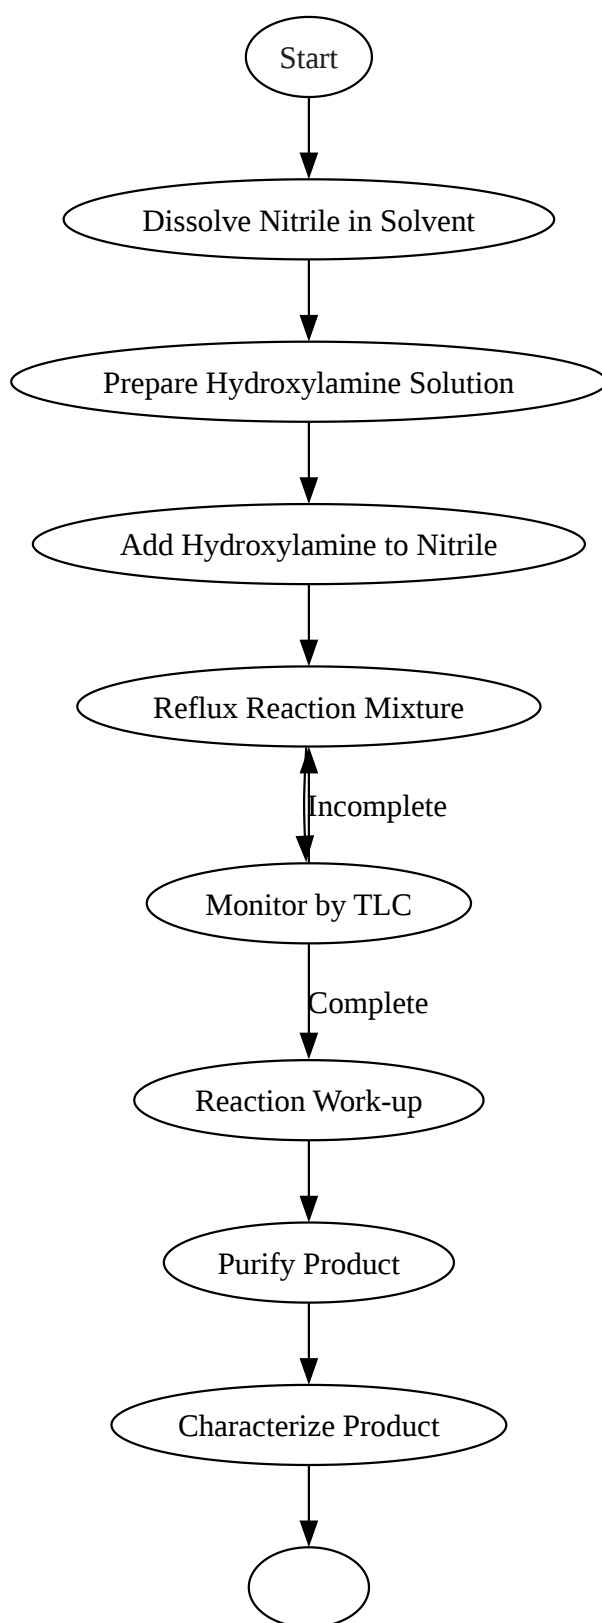 Start
Dissolve Nitrile in Solvent
Prepare Hydroxylamine Solution
Add Hydroxylamine to Nitrile
Reflux Reaction Mixture
Incomplete
Monitor by TLC
Complete
Reaction Work-up
Purify Product
Characterize Product